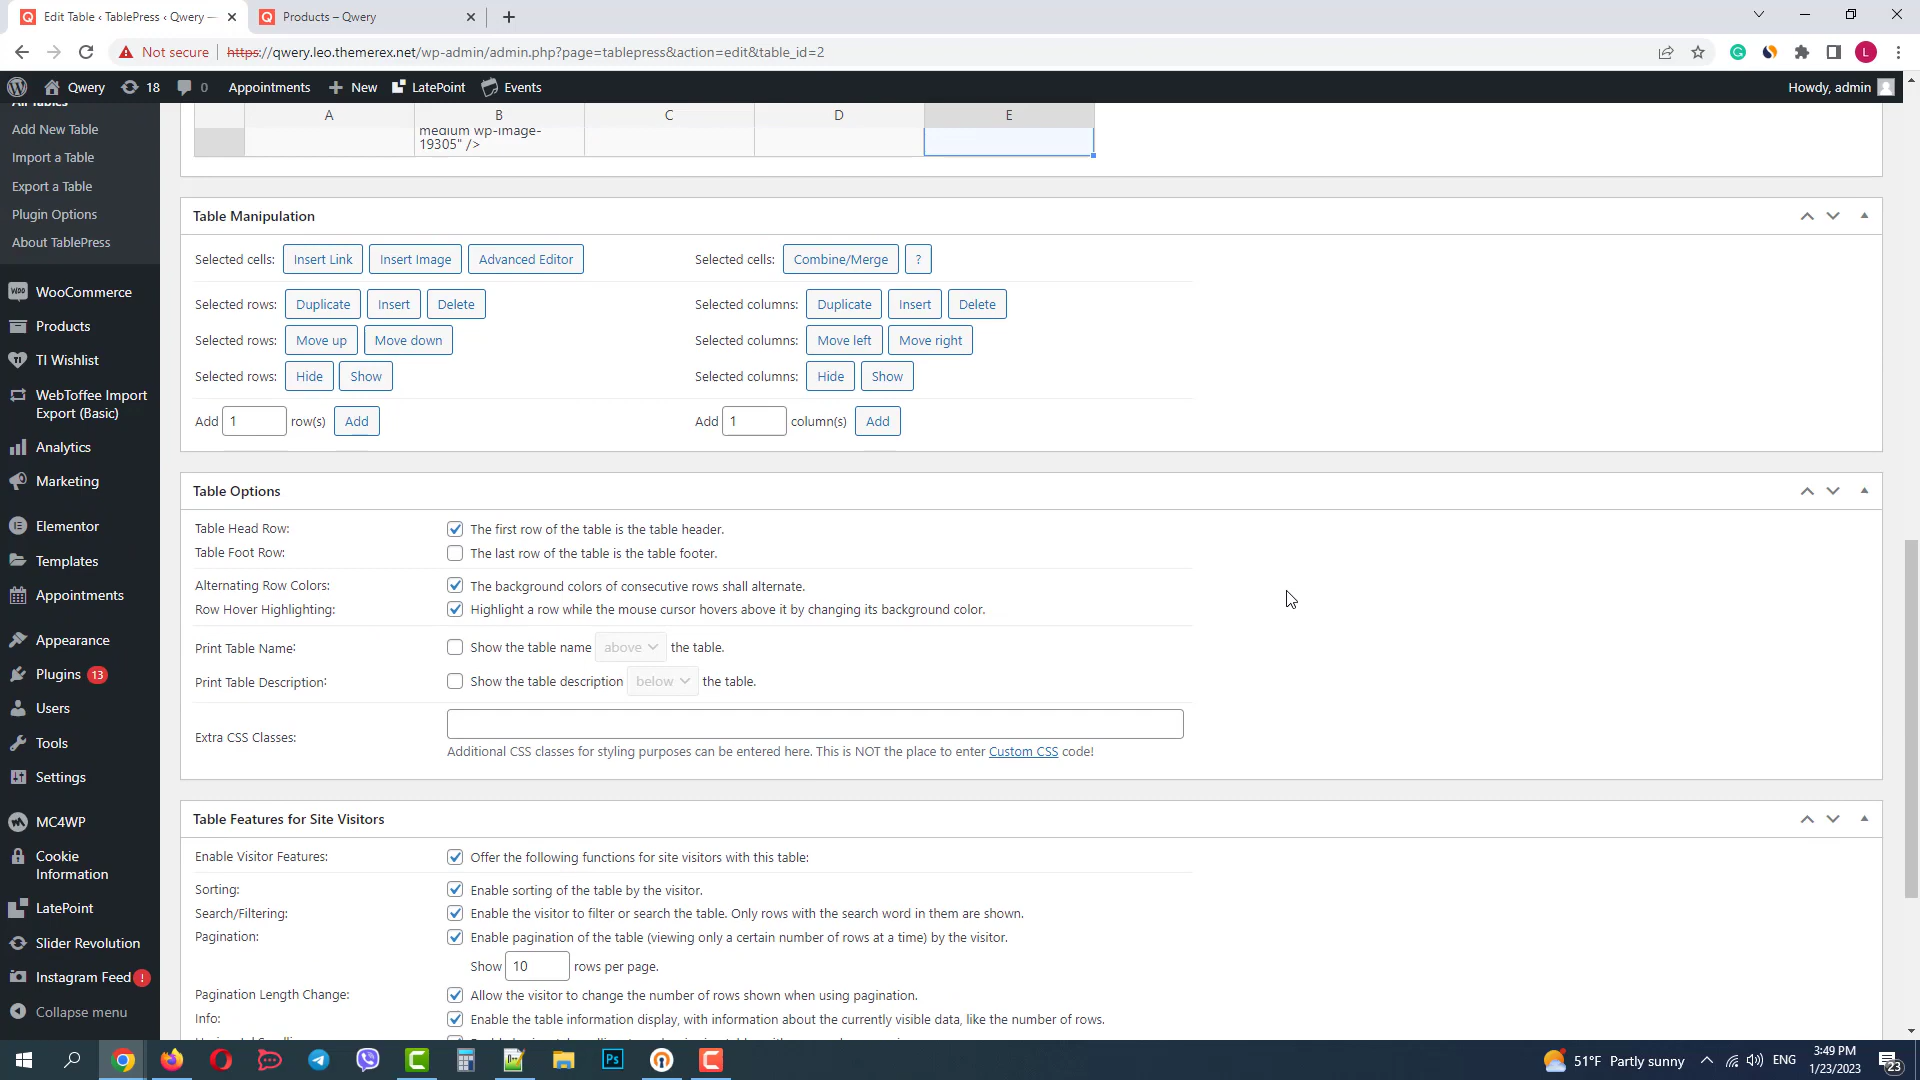 Edit Table ‹ TablePress ‹ Qwery —
Products – Qwery
Not secure
https://qwery.leo.themerex.net/wp-admin/admin.php?page=tablepress&action=edit&table_id=2
L
Qwery
18
0
Appointments
New
LatePoint
Events
Howdy, admin
All Tables
Add New Table
Import a Table
Export a Table
Plugin Options
About TablePress
WooCommerce
Products
TI Wishlist
WebToffee Import
Export (Basic)
Analytics
Marketing
Elementor
Templates
Appointments
Appearance
Plugins 13
Users
Tools
Settings
MC4WP
Cookie
Information
LatePoint
Slider Revolution
Instagram Feed !
Collapse menu
A B C D E
medium wp-image-
19305" />
Table Manipulation
Selected cells: Insert Link Insert Image Advanced Editor
Selected cells: Combine/Merge ?
Selected rows: Duplicate Insert Delete
Selected columns: Duplicate Insert Delete
Selected rows: Move up Move down
Selected columns: Move left Move right
Selected rows: Hide Show
Selected columns: Hide Show
Add 1 row(s) Add
Add 1 column(s) Add
Table Options
Table Head Row: The first row of the table is the table header.
Table Foot Row: The last row of the table is the table footer.
Alternating Row Colors: The background colors of consecutive rows shall alternate.
Row Hover Highlighting: Highlight a row while the mouse cursor hovers above it by changing its background color.
Print Table Name: Show the table name above the table.
Print Table Description: Show the table description below the table.
Extra CSS Classes:
Additional CSS classes for styling purposes can be entered here. This is NOT the place to enter Custom CSS code!
Table Features for Site Visitors
Enable Visitor Features: Offer the following functions for site visitors with this table:
Sorting: Enable sorting of the table by the visitor.
Search/Filtering: Enable the visitor to filter or search the table. Only rows with the search word in them are shown.
Pagination: Enable pagination of the table (viewing only a certain number of rows at a time) by the visitor.
Show 10 rows per page.
Pagination Length Change: Allow the visitor to change the number of rows shown when using pagination.
Info: Enable the table information display, with information about the currently visible data, like the number of rows.
51°F Partly sunny
ENG
3:49 PM
1/23/2023
23